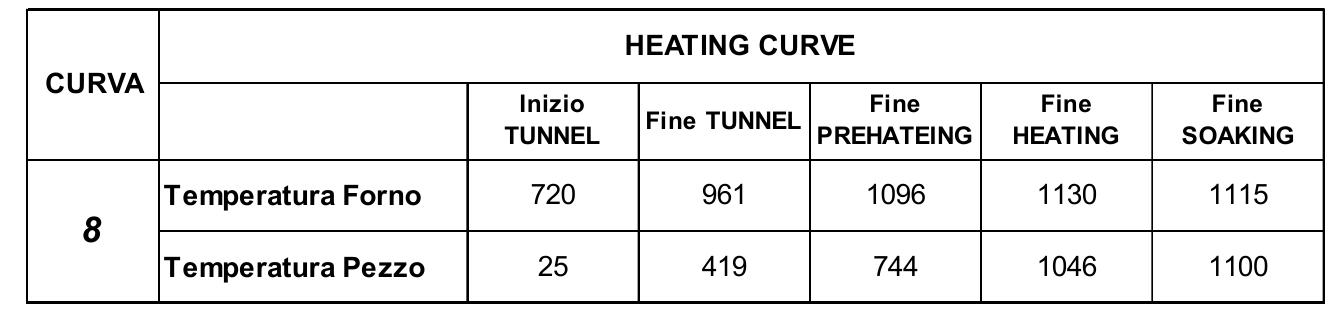 CURVA
HEATING CURVE
Inizio
TUNNEL
Fine TUNNEL
Fine
PREHATEING
Fine
HEATING
Fine
SOAKING
8
Temperatura Forno 720 961 1096 1130 1115
Temperatura Pezzo 25 419 744 1046 1100